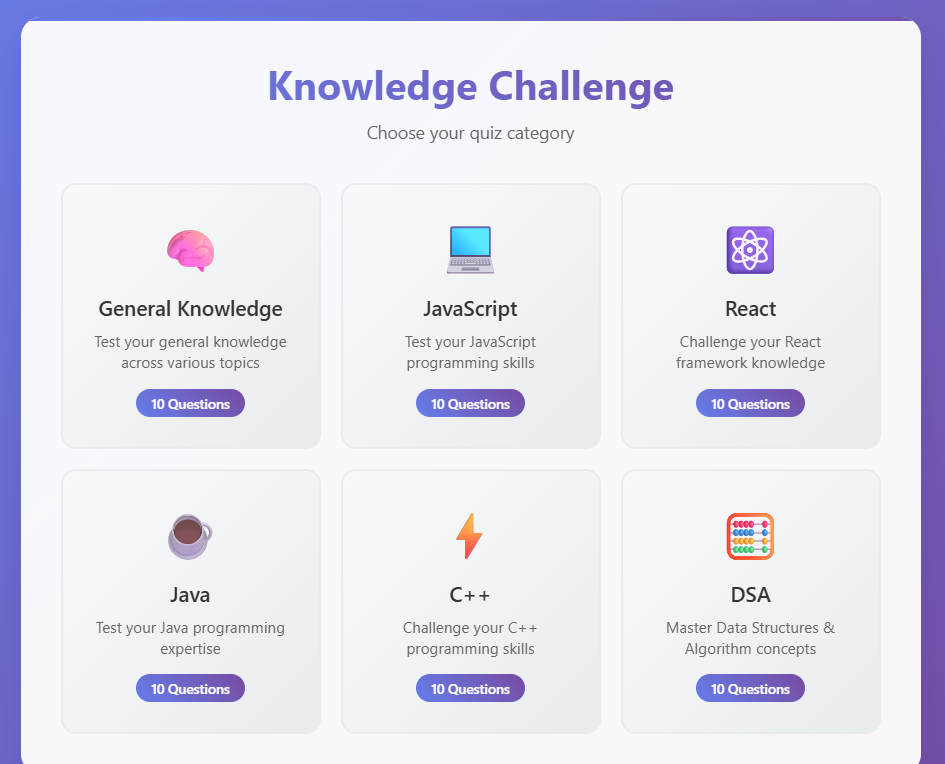 Knowledge Challenge
Choose your quiz category
General Knowledge
Test your general knowledge
across various topics
10 Questions
JavaScript
Test your JavaScript
programming skills
10 Questions
React
Challenge your React
framework knowledge
10 Questions
Java
Test your Java programming
expertise
10 Questions
C++
Challenge your C++
programming skills
10 Questions
DSA
Master Data Structures &
Algorithm concepts
10 Questions